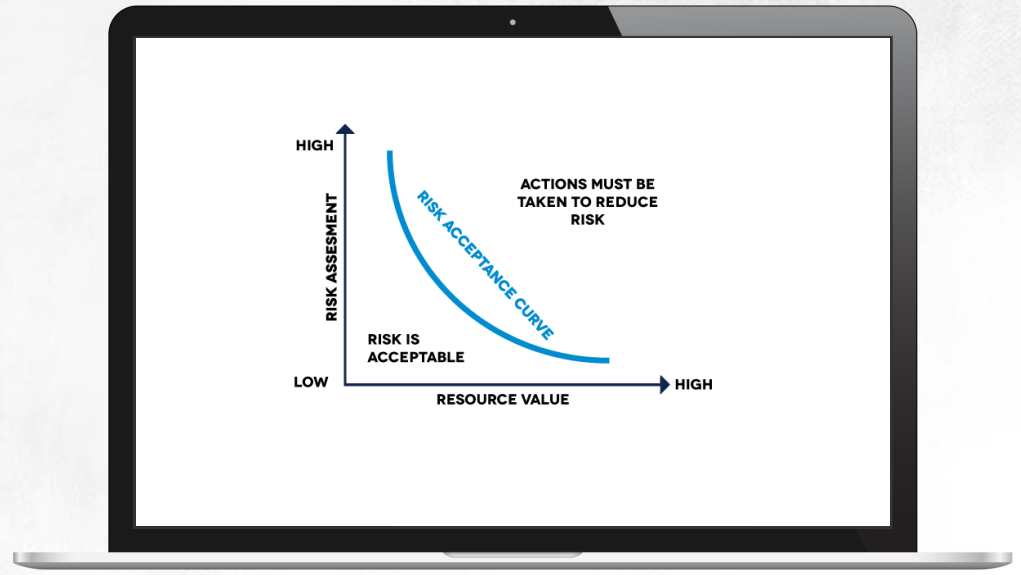 HIGH
ACTIONS MUST BE
TAKEN TO REDUCE
RISK
RISK ACCEPTANCE CURVE
RISK ASSESMENT
RISK IS
ACCEPTABLE
LOW
HIGH
RESOURCE VALUE